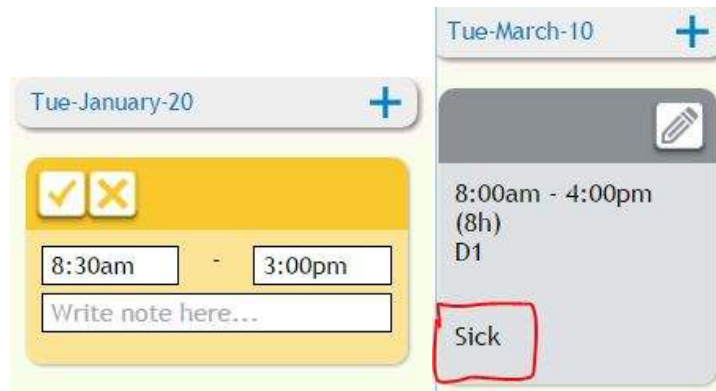 Tue-January-20
8:30am - 3:00pm
Write note here...
Tue-March-10
8:00am - 4:00pm
(8h)
D1
Sick